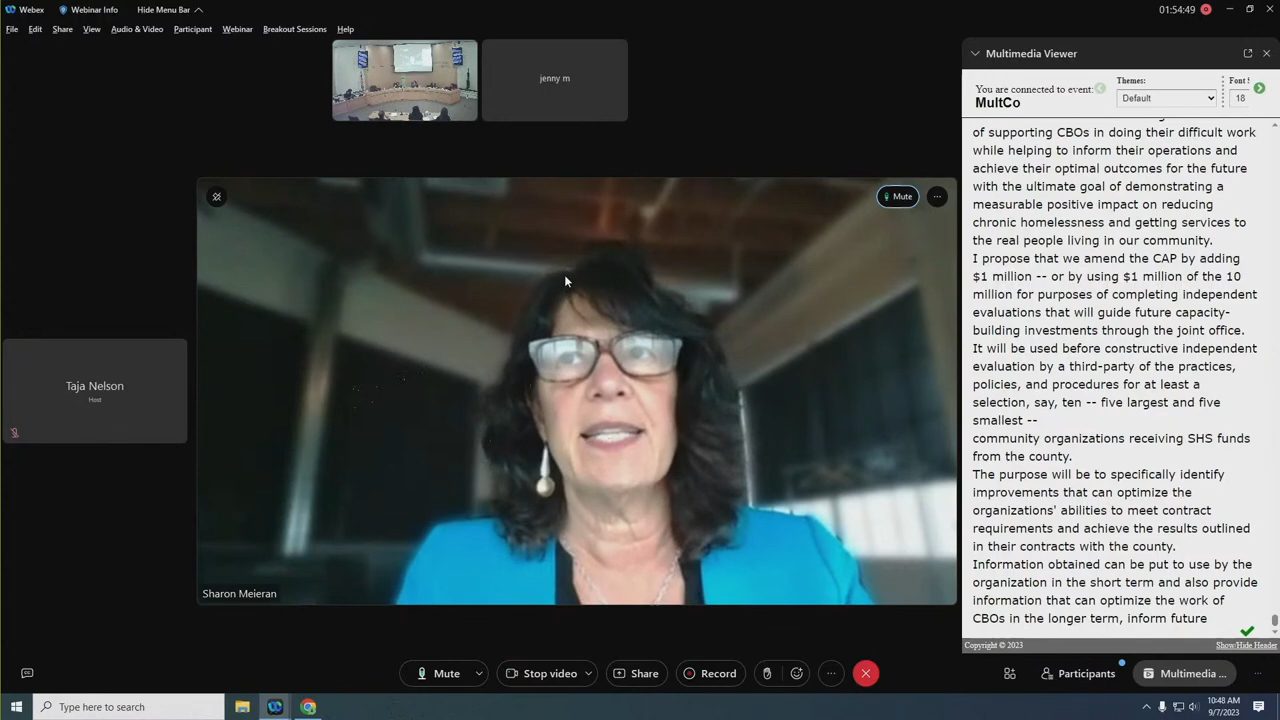 Webex
Webinar Info
Hide Menu Bar
01:54:49
File
Edit
Share
View
Audio & Video
Participant
Webinar
Breakout Sessions
Help
jenny m
Multimedia Viewer
You are connected to event:
MultCo
Themes:
Default
Font S
18
Mute
Taja Nelson
Host
Sharon Meieran
of supporting CBOs in doing their difficult work
while helping to inform their operations and
achieve their optimal outcomes for the future
with the ultimate goal of demonstrating a
measurable positive impact on reducing
chronic homelessness and getting services to
the real people living in our community.
I propose that we amend the CAP by adding
$1 million -- or by using $1 million of the 10
million for purposes of completing independent
evaluations that will guide future capacity-
building investments through the joint office.
It will be used before constructive independent
evaluation by a third-party of the practices,
policies, and procedures for at least a
selection, say, ten -- five largest and five
smallest --
community organizations receiving SHS funds
from the county.
The purpose will be to specifically identify
improvements that can optimize the
organizations' abilities to meet contract
requirements and achieve the results outlined
in their contracts with the county.
Information obtained can be put to use by the
organization in the short term and also provide
information that can optimize the work of
CBOs in the longer term, inform future
Copyright © 2023
Show/Hide Header
Mute
Stop video
Share
Record
Participants
Multimedia ...
Type here to search
10:48 AM
9/7/2023